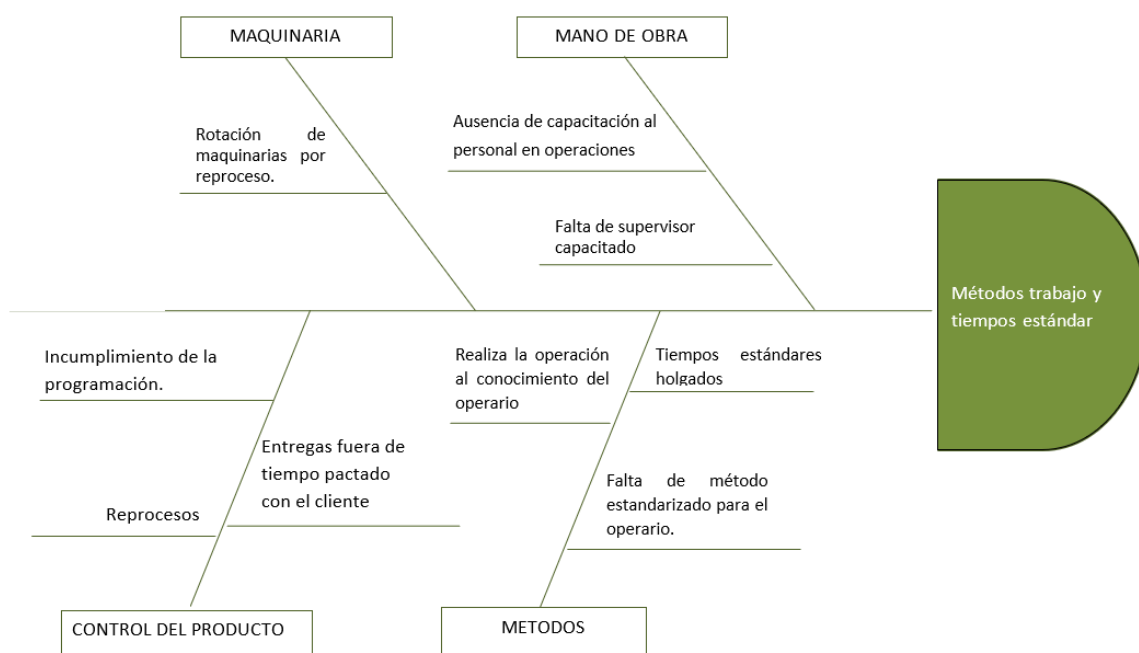 MAQUINARIA
MANO DE OBRA
Rotación de
maquinarias por
reproceso.
Ausencia de capacitación al
personal en operaciones
Falta de supervisor
capacitado
Métodos trabajo y
tiempos estándar
Incumplimiento de la
programación.
Realiza la operación
al conocimiento del
operario
Tiempos estándares
holgados
Entregas fuera de
tiempo pactado
con el cliente
Reprocesos
Falta de método
estandarizado para el
operario.
CONTROL DEL PRODUCTO
METODOS